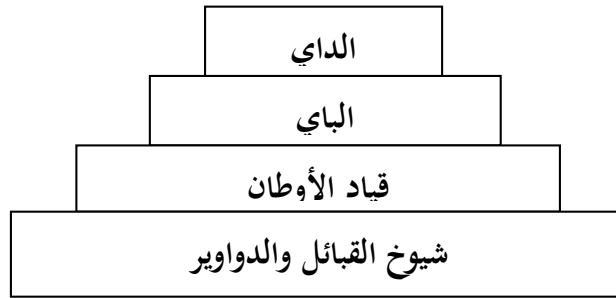 الداي
الباي
قياد الأوطان
شيوخ القبائل والدواوير